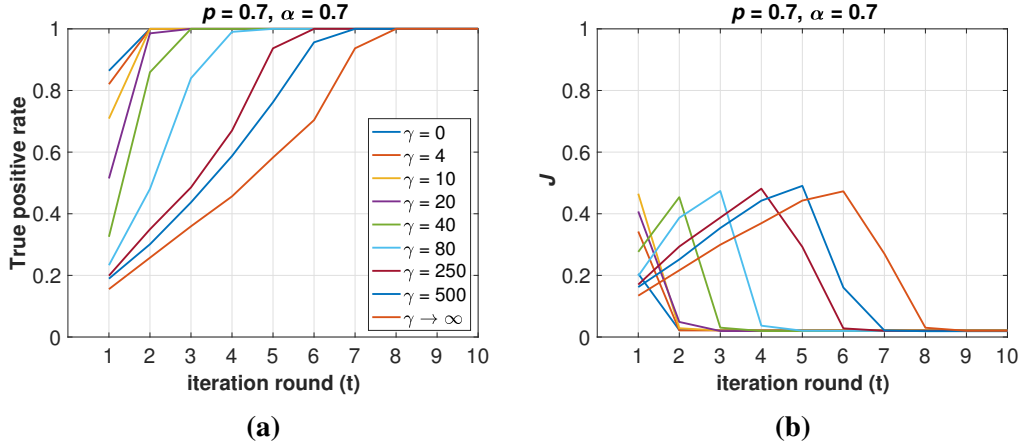 p = 0.7, α = 0.7
True positive rate
1
0.8
0.6
0.4
0.2
0
γ = 0
γ = 4
γ = 10
γ = 20
γ = 40
γ = 80
γ = 250
γ = 500
γ → ∞
1 2 3 4 5 6 7 8 9 10
iteration round (t)
(a)
p = 0.7, α = 0.7
J
1
0.8
0.6
0.4
0.2
0
1 2 3 4 5 6 7 8 9 10
iteration round (t)
(b)